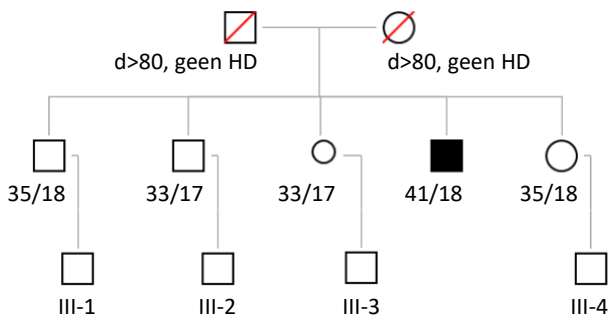 d>80, geen HD d>80, geen HD
35/18 33/17 33/17 41/18 35/18
III-1 III-2 III-3 III-4